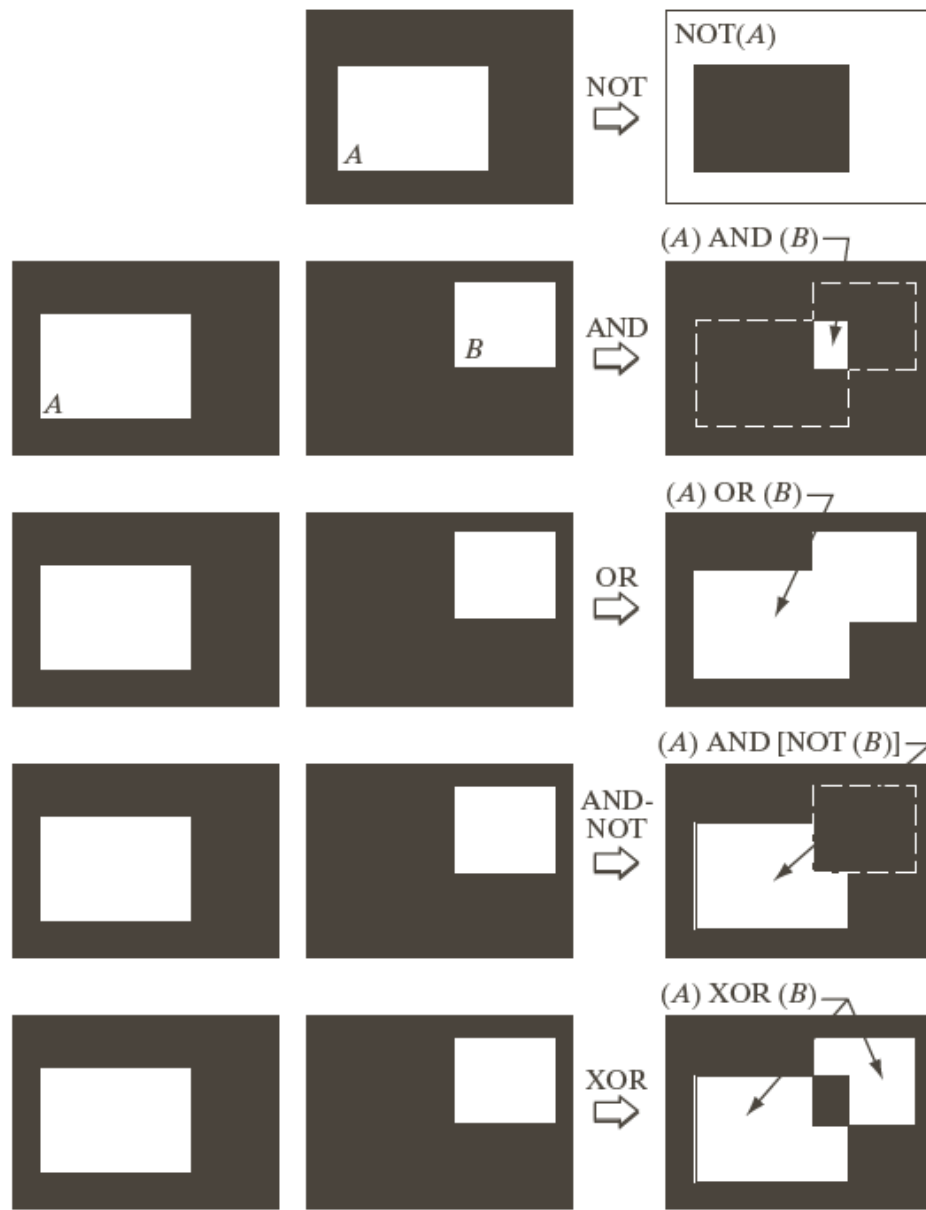 NOT(A)
NOT
A
(A) AND (B)
AND
B
A
(A) OR (B)
OR
(A) AND [NOT (B)]
AND-
NOT
(A) XOR (B)
XOR